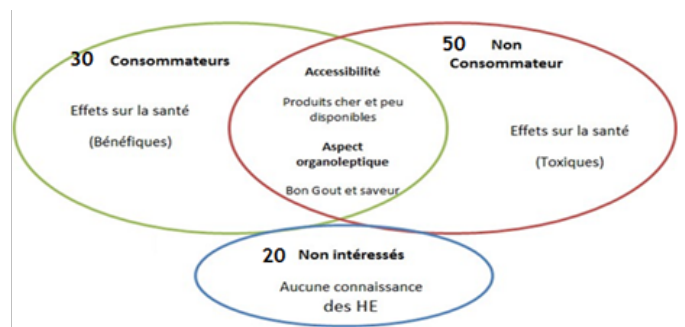 30 Consommateurs
Effets sur la santé
(Bénéfiques)
Accessibilité
Produits cher et peu
disponibles
Aspect
organoleptique
Bon Gout et saveur
50 Non
Consommateur
Effets sur la santé
(Toxiques)
20 Non intéressés
Aucune connaissance
des HE